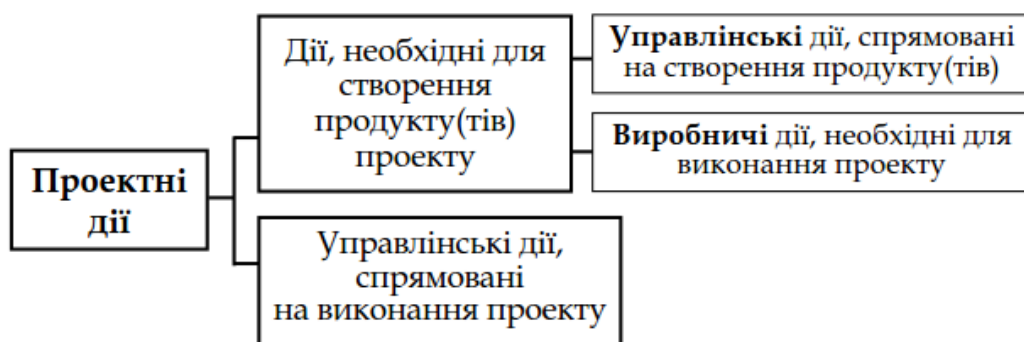 Проектні
дії
Дії, необхідні для
створення
продукту(тів)
проекту
Управлінські дії, спрямовані
на створення продукту(тів)
Виробничі дії, необхідні для
виконання проекту
Управлінські дії,
спрямовані
на виконання проекту